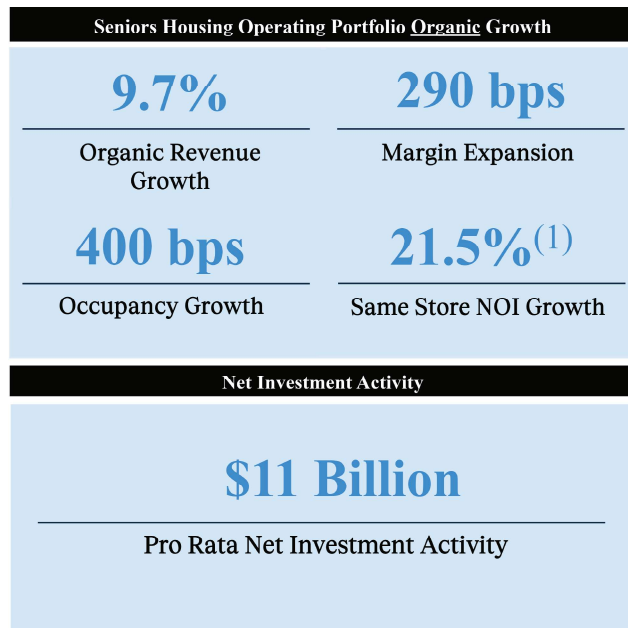 Seniors Housing Operating Portfolio Organic Growth
9.7%
Organic Revenue
Growth
290 bps
Margin Expansion
400 bps
Occupancy Growth
21.5%(1)
Same Store NOI Growth
Net Investment Activity
$11 Billion
Pro Rata Net Investment Activity